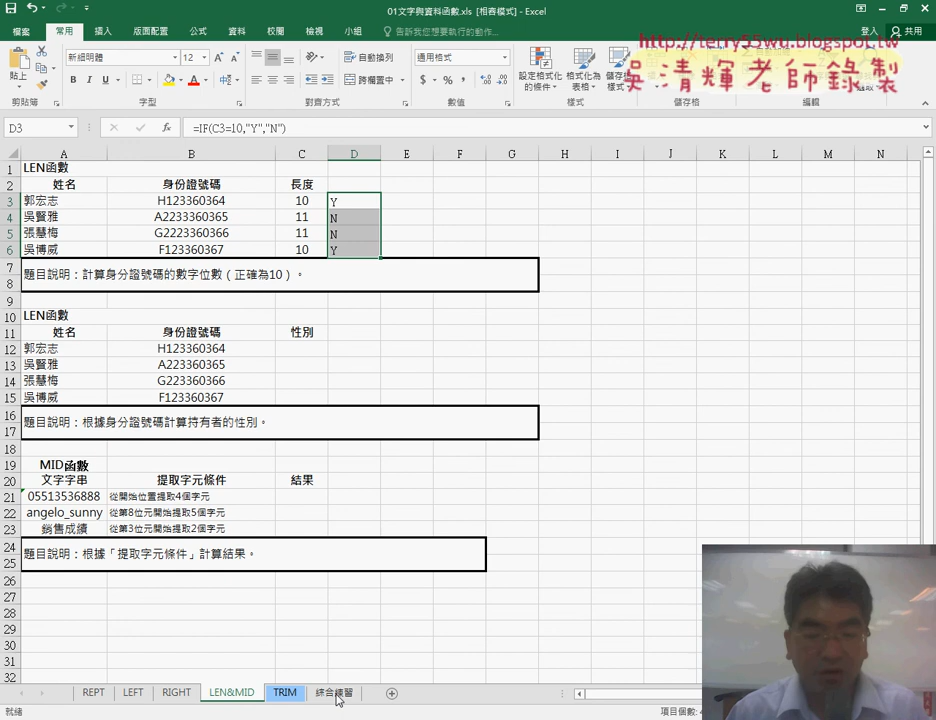 01文字與資料函數.xls [相容模式] - Excel
檔案 常用 插入 版面配置 公式 資料 校閱 檢視 小組 告訴我您想要執行的動作... 登入 共用
http://terry55wu.blogspot.tw
吳清輝老師錄製
貼上 新細明體 12 自動換列 通用格式 設定格式化的條件 格式化為表格
B I U 跨欄置中 $ % ,
剪貼簿 字型 對齊方式 數值 樣式 儲存格 編輯
D3 fx =IF(C3=10,"Y","N")
A B C D E F G H I J K L M N
1 LEN函數
2 姓名 身份證號碼 長度
3 郭宏志 H123360364 10 Y
4 吳賢雅 A2233360365 11 N
5 張慧梅 G2223366366 11 N
6 吳博威 F123360367 10 Y
7 題目說明：計算身分證號碼的數字位數（正確為10）。
8
9
10 LEN函數
11 姓名 身份證號碼 性別
12 郭宏志 H123360364
13 吳賢雅 A223360365
14 張慧梅 G223360366
15 吳博威 F123360367
16 題目說明：根據身分證號碼計算持有者的性別。
17
18
19 MID函數
20 文字字串 提取字元條件 結果
21 05513536888 從開始位置提取4個字元
22 angelo_sunny 從第8位元開始提取5個字元
23 銷售成績 從第3位元開始提取2個字元
24 題目說明：根據「提取字元條件」計算結果。
25
26
27
28
29
30
31
32
REPT LEFT RIGHT LEN&MID TRIM 綜合練習
就緒 項目個數: